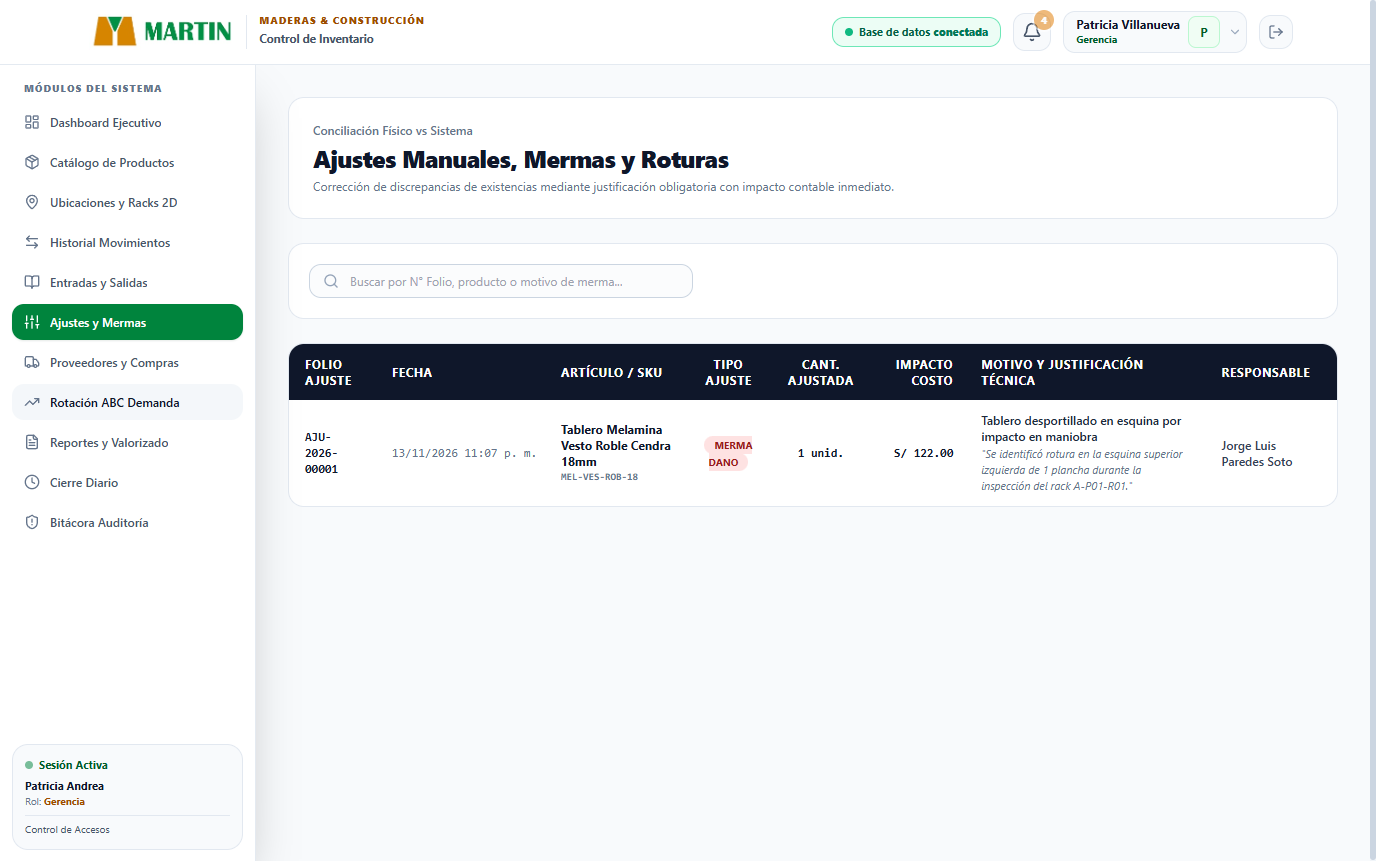 MARTIN
MADERAS & CONSTRUCCIÓN
Control de Inventario
Base de datos conectada
4
Patricia Villanueva
Gerencia
P
MÓDULOS DEL SISTEMA
Dashboard Ejecutivo
Catálogo de Productos
Ubicaciones y Racks 2D
Historial Movimientos
Entradas y Salidas
Ajustes y Mermas
Proveedores y Compras
Rotación ABC Demanda
Reportes y Valorizado
Cierre Diario
Bitácora Auditoría
Sesión Activa
Patricia Andrea
Rol: Gerencia
Control de Accesos
Conciliación Físico vs Sistema
Ajustes Manuales, Mermas y Roturas
Corrección de discrepancias de existencias mediante justificación obligatoria con impacto contable inmediato.
Buscar por N° Folio, producto o motivo de merma...
FOLIO
AJUSTE
FECHA
ARTÍCULO / SKU
TIPO
AJUSTE
CANT.
AJUSTADA
IMPACTO
COSTO
MOTIVO Y JUSTIFICACIÓN
TÉCNICA
RESPONSABLE
AJU-
2026-
00001
13/11/2026 11:07 p. m.
Tablero Melamina
Vesto Roble Cendra
18mm
MEL-VES-ROB-18
MERMA
DANO
1 unid.
S/ 122.00
Tablero desportillado en esquina por
impacto en maniobra
"Se identificó rotura en la esquina superior
izquierda de 1 plancha durante la
inspección del rack A-P01-R01."
Jorge Luis
Paredes Soto